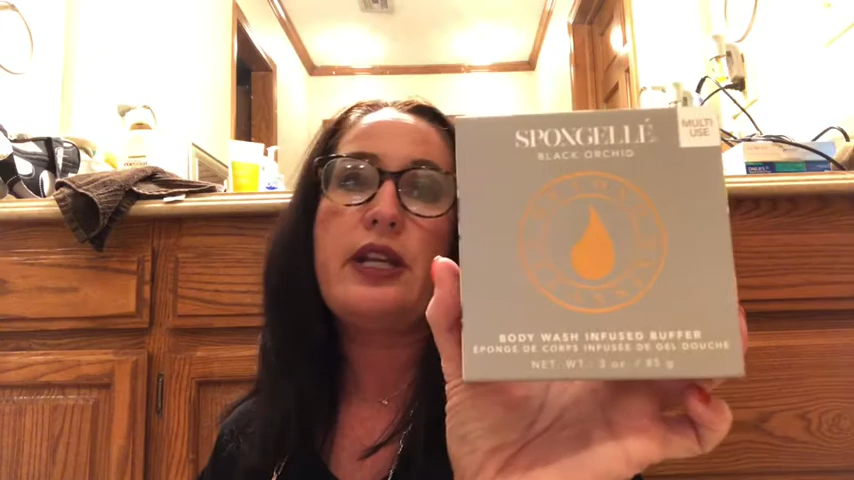 SPONGELLÉ
BLACK ORCHID
MULTI
USE
BODY WASH INFUSED BUFFER
ÉPONGE DE CORPS INFUSÉE DE GEL DOUCHE
NET. WT.: 3 oz / 85 g